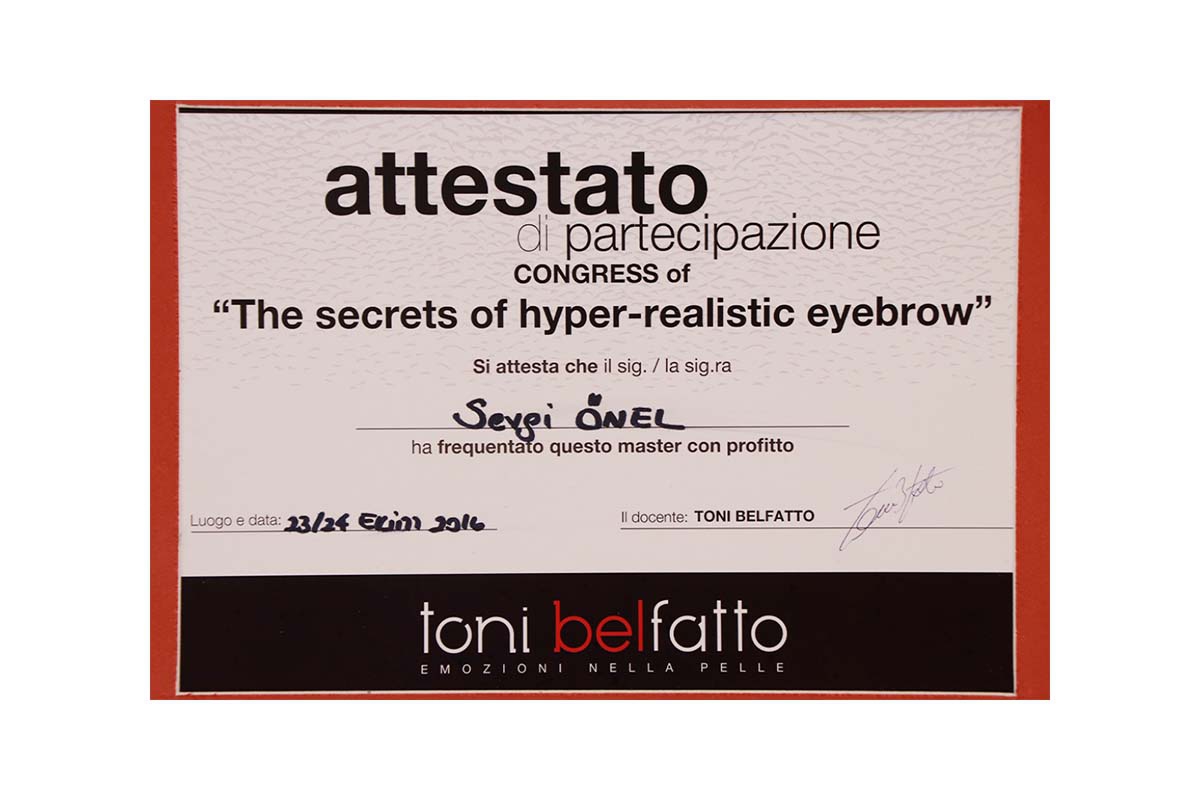 attestato
di partecipazione
CONGRESS of
“The secrets of hyper-realistic eyebrow”
Si attesta che il sig. / la sig.ra
Sevgi ÖNEL
ha frequentato questo master con profitto
Luogo e data: 23/24 Ekim 2016
Il docente: TONI BELFATTO
toni belfatto
EMOZIONI NELLA PELLE